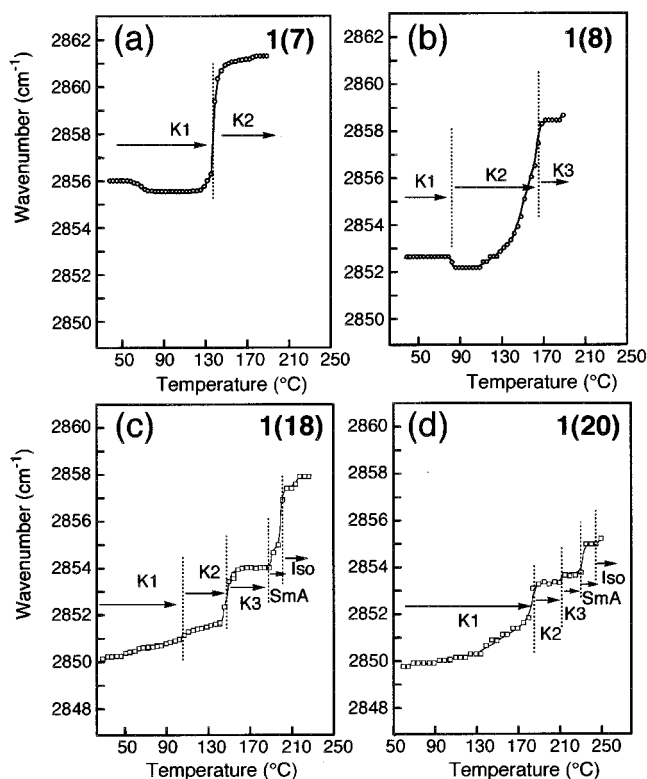 (a) 1(7)
Wavenumber (cm⁻¹)
2862
2860
2858
2856
2854
2852
2850
K1
K2
50 90 130 170 210 250
Temperature (°C)
(b) 1(8)
2862
2860
2858
2856
2854
2852
2850
K1
K2
K3
50 90 130 170 210 250
Temperature (°C)
(c) 1(18)
Wavenumber (cm⁻¹)
2860
2858
2856
2854
2852
2850
2848
K1
K2
K3
SmA
Iso
50 90 130 170 210 250
Temperature (°C)
(d) 1(20)
2860
2858
2855
2854
2852
2850
2848
K1
K2
K3
SmA
Iso
50 90 130 170 210 250
Temperature (°C)